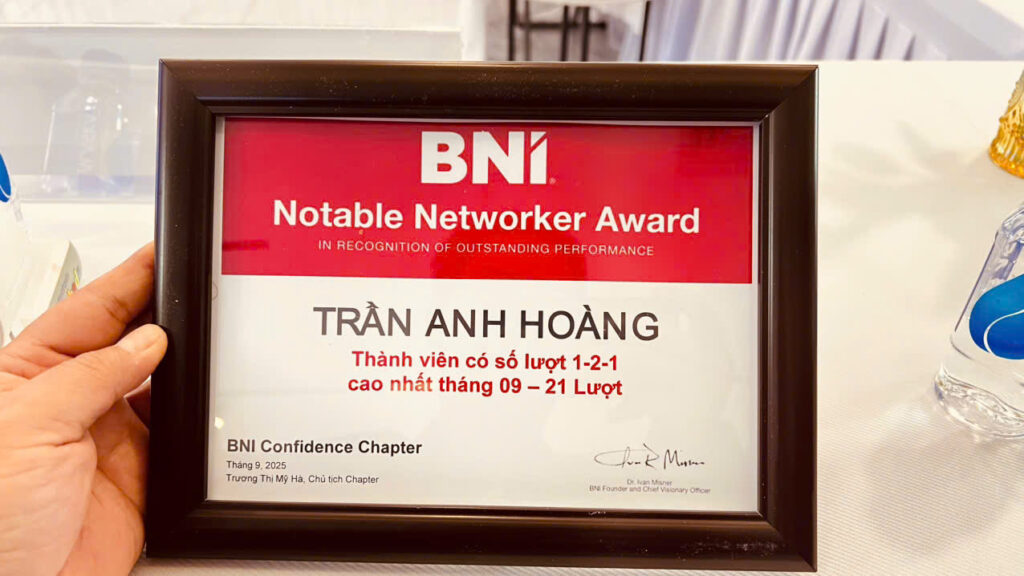 BNI®
Notable Networker Award
IN RECOGNITION OF OUTSTANDING PERFORMANCE
TRẦN ANH HOÀNG
Thành viên có số lượt 1-2-1
cao nhất tháng 09 – 21 Lượt
BNI Confidence Chapter
Tháng 9, 2025
Trương Thị Mỹ Hà, Chủ tịch Chapter
Ivan R Misner
Dr. Ivan Misner
BNI Founder and Chief Visionary Officer